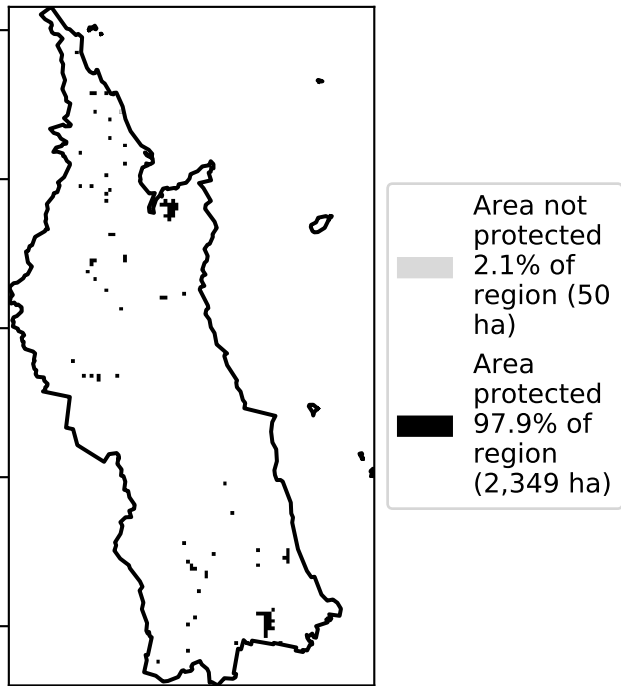 Area not
protected
2.1% of
region (50
ha)
Area
protected
97.9% of
region
(2,349 ha)